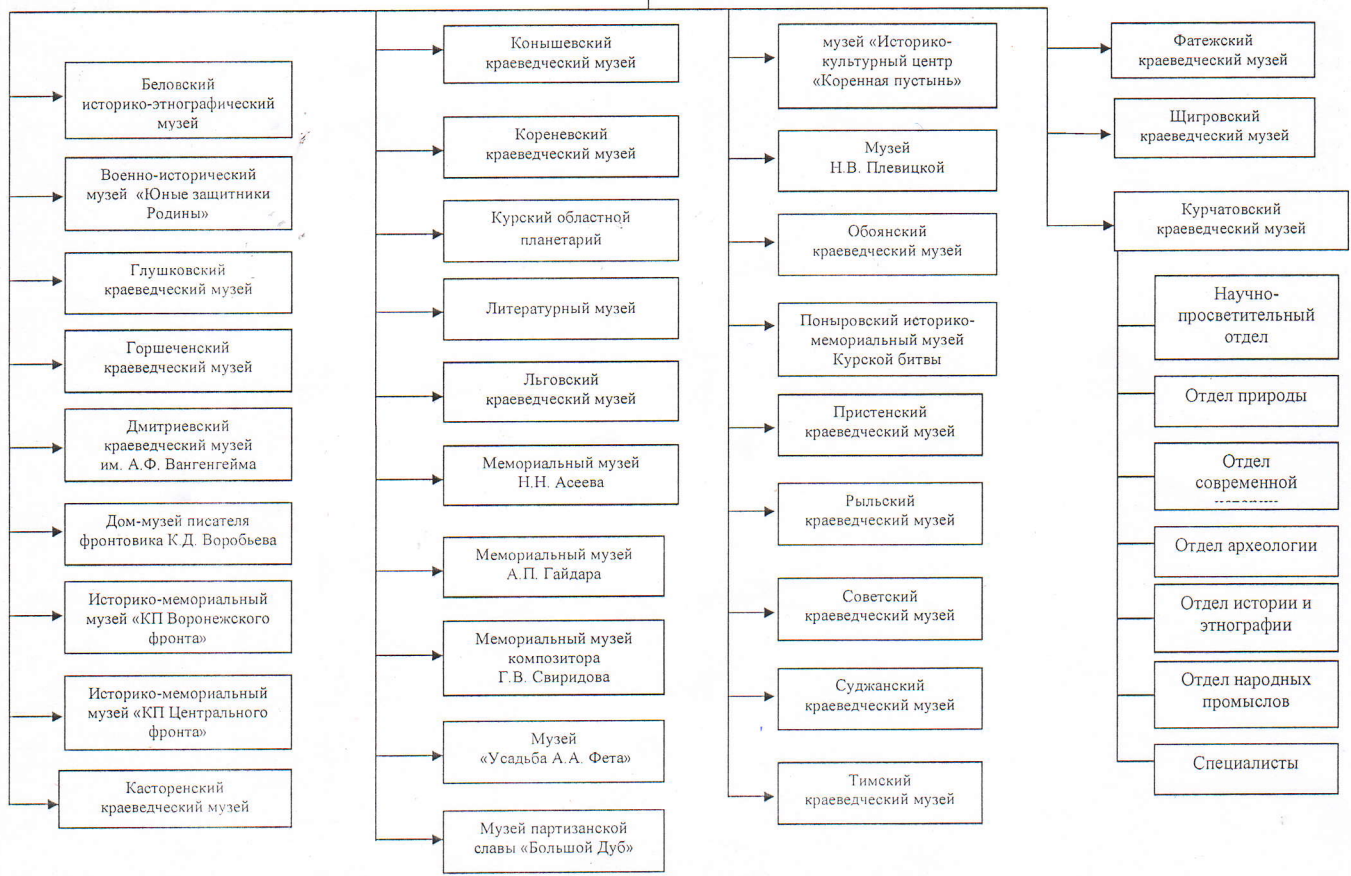 Беловский
историко-этнографический
музей
Военно-исторический
музей «Юные защитники
Родины»
Глушковский
краеведческий музей
Горшеченский
краеведческий музей
Дмитриевский
краеведческий музей
им. А.Ф. Вангенгейма
Дом-музей писателя
фронтовика К.Д. Воробьева
Историко-мемориальный
музей «КП Воронежского
фронта»
Историко-мемориальный
музей «КП Центрального
фронта»
Касторенский
краеведческий музей
Конышевский
краеведческий музей
Кореневский
краеведческий музей
Курский областной
планетарий
Литературный музей
Льговский
краеведческий музей
Мемориальный музей
Н.Н. Асеева
Мемориальный музей
А.П. Гайдара
Мемориальный музей
композитора
Г.В. Свиридова
Музей
«Усадьба А.А. Фета»
Музей партизанской
славы «Большой Дуб»
музей «Историко-
культурный центр
«Коренная пустынь»
Музей
Н.В. Плевицкой
Обоянский
краеведческий музей
Поныровский историко-
мемориальный музей
Курской битвы
Пристенский
краеведческий музей
Рыльский
краеведческий музей
Советский
краеведческий музей
Суджанский
краеведческий музей
Тимский
краеведческий музей
Фатежский
краеведческий музей
Щигровский
краеведческий музей
Курчатовский
краеведческий музей
Научно-
просветительный
отдел
Отдел природы
Отдел
современной
Отдел археологии
Отдел истории и
этнографии
Отдел народных
промыслов
Специалисты